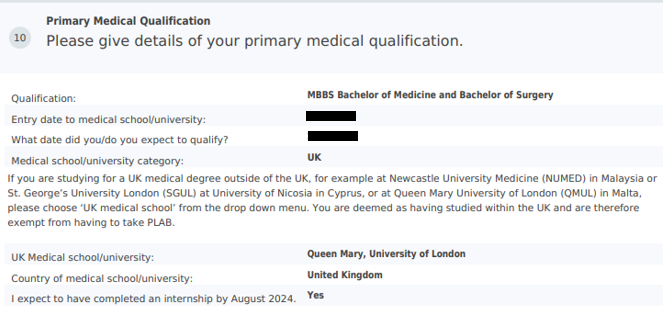 Primary Medical Qualification
10 Please give details of your primary medical qualification.
Qualification: MBBS Bachelor of Medicine and Bachelor of Surgery
Entry date to medical school/university:
What date did you/do you expect to qualify?
Medical school/university category: UK
If you are studying for a UK medical degree outside of the UK, for example at Newcastle University Medicine (NUMED) in Malaysia or
St. George's University London (SGUL) at University of Nicosia in Cyprus, or at Queen Mary University of London (QMUL) in Malta,
please choose 'UK medical school' from the drop down menu. You are deemed as having studied within the UK and are therefore
exempt from having to take PLAB.
UK Medical school/university: Queen Mary, University of London
Country of medical school/university: United Kingdom
I expect to have completed an internship by August 2024. Yes